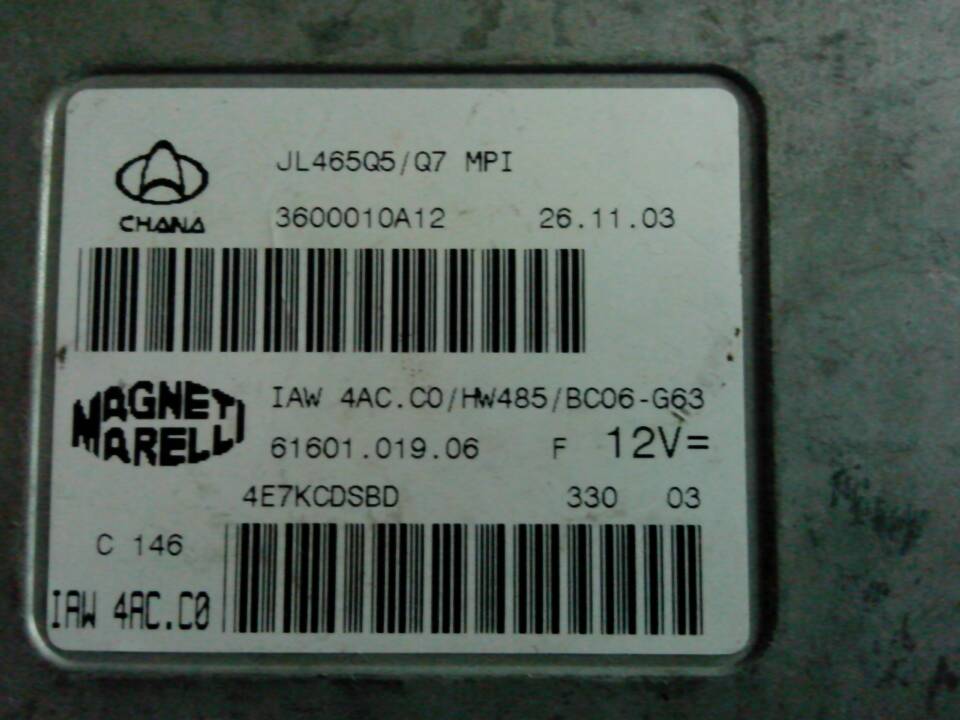 JL465Q5/Q7 MPI
CHANA
3600010A12 26.11.03
MAGNETI MARELLI
IAW 4AC.C0/HW485/BC06-G63
61601.019.06 F 12V=
4E7KCDSBD 330 03
C 146
IAW 4AC.C0